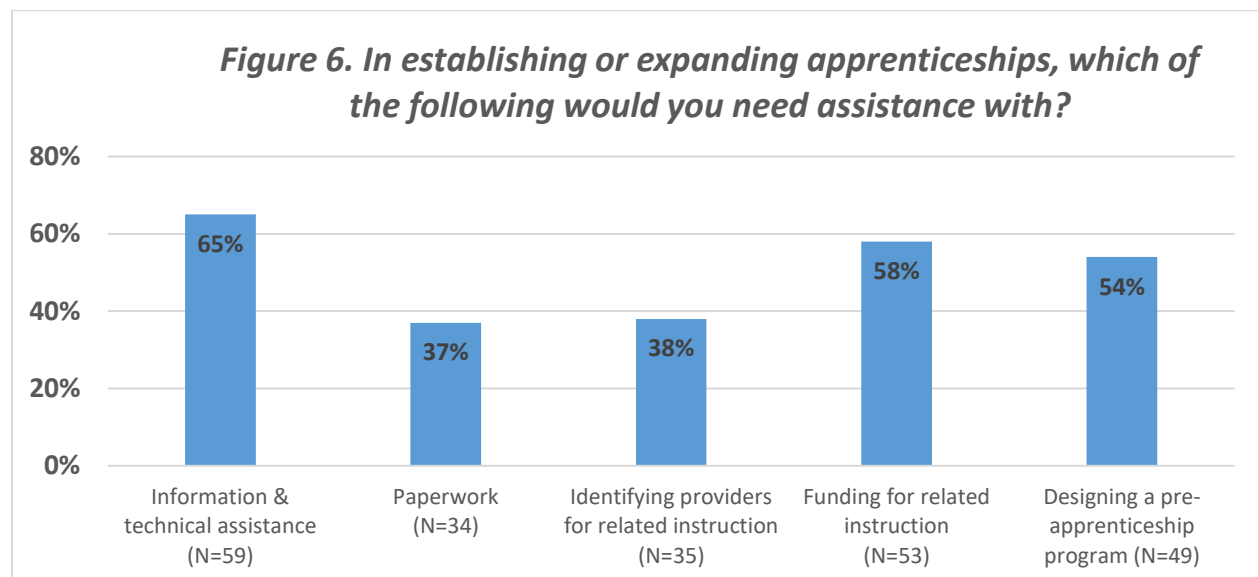 Figure 6. In establishing or expanding apprenticeships, which of
the following would you need assistance with?
80%
60%
40%
20%
0%
65%
37%
38%
58%
54%
Information &
technical assistance
(N=59)
Paperwork
(N=34)
Identifying providers
for related instruction
(N=35)
Funding for related
instruction
(N=53)
Designing a pre-
apprenticeship
program (N=49)